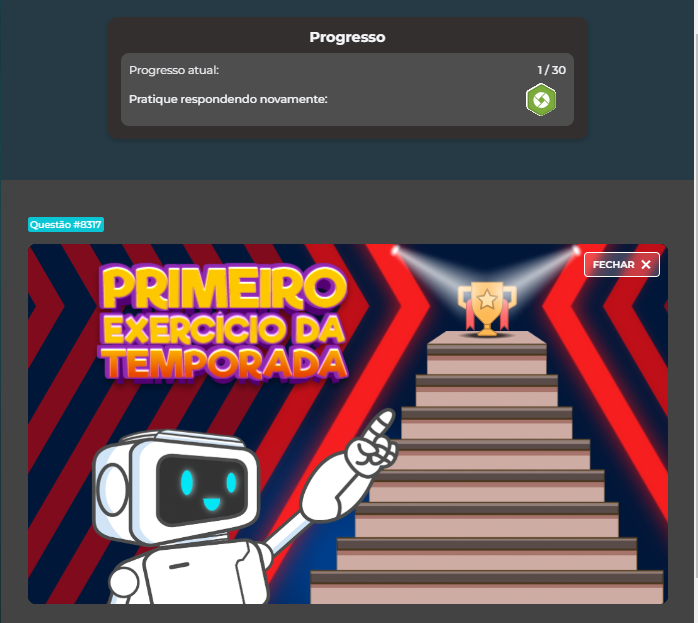 Progresso
Progresso atual: 1 / 30
Pratique respondendo novamente:
Questão #8317
FECHAR X
PRIMEIRO
EXERCÍCIO DA
TEMPORADA